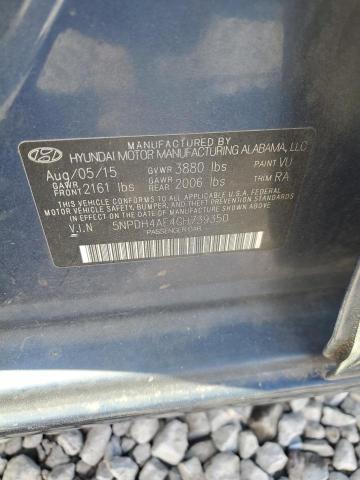 MANUFACTURED BY
HYUNDAI MOTOR MANUFACTURING ALABAMA, LLC
Aug/05/15 GVWR 3880 lbs PAINT VU
GAWR FRONT 2161 lbs GAWR REAR 2006 lbs TRIM RA
THIS VEHICLE CONFORMS TO ALL APPLICABLE U.S.A. FEDERAL
MOTOR VEHICLE SAFETY, BUMPER, AND THEFT PREVENTION STANDARDS
IN EFFECT ON THE DATE OF MANUFACTURE SHOWN ABOVE.
V.I.N 5NPDH4AE4GH739350
PASSENGER CAR